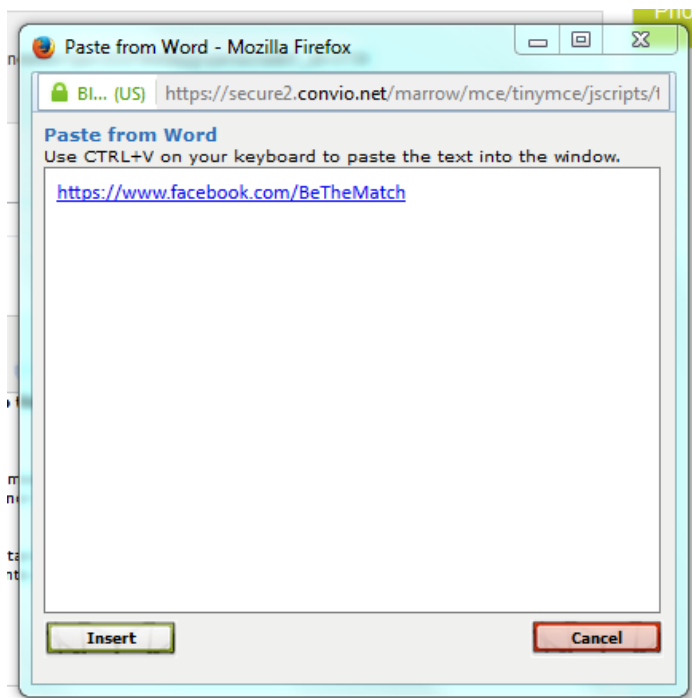 Paste from Word - Mozilla Firefox
Bl... (US) https://secure2.convio.net/marrow/mce/tinymce/jscripts/t
Paste from Word
Use CTRL+V on your keyboard to paste the text into the window.
https://www.facebook.com/BeTheMatch
Insert Cancel